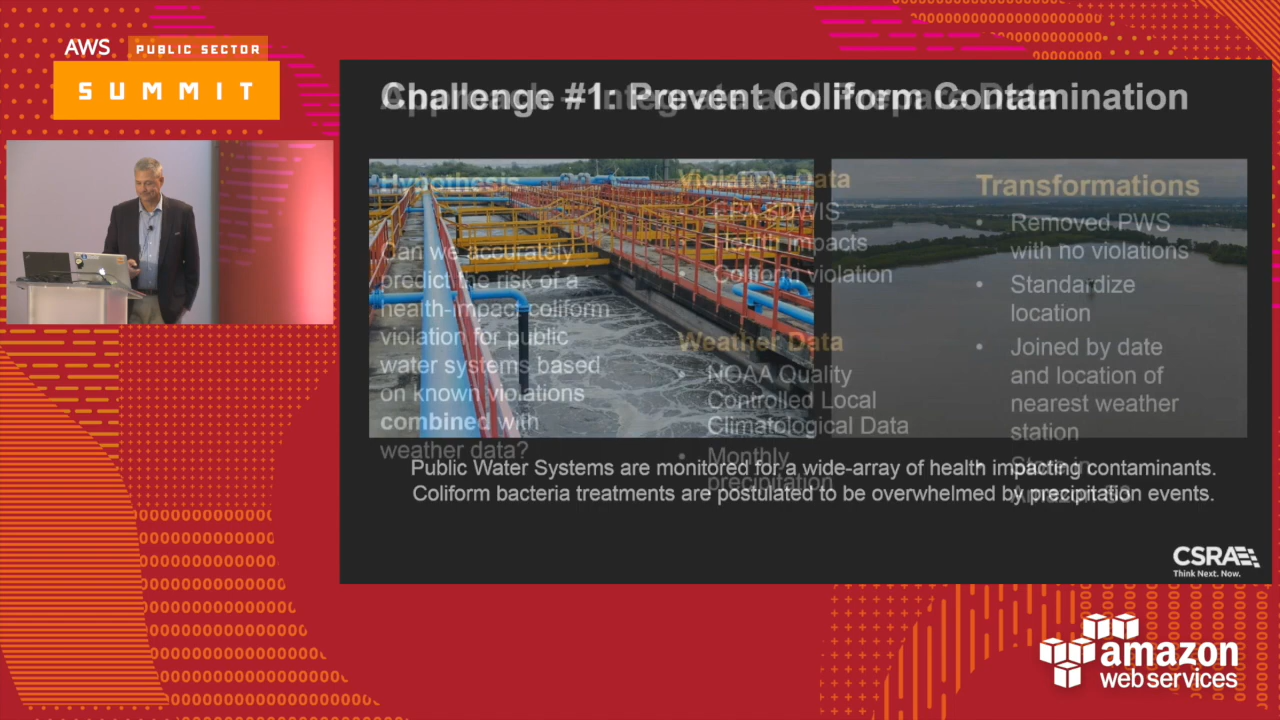 AWS PUBLIC SECTOR
SUMMIT
Challenge #1: Prevent Coliform Contamination
Hypothesis
Can we accurately
predict the risk of a
health-impact coliform
violation for public
water systems based
on known violations
combined with
weather data?
Violation Data
EPA SDWIS
Health impacts
Coliform violation
Weather Data
NOAA Quality
Controlled Local
Climatological Data
• Monthly
precipitation
Transformations
• Removed PWS
with no violations
• Standardize
location
• Joined by date
and location of
nearest weather
station
Store in
Public Water Systems are monitored for a wide-array of health impacting contaminants.
Coliform bacteria treatments are postulated to be overwhelmed by precipitation events.
CSRA
Think Next. Now.
amazon
web services